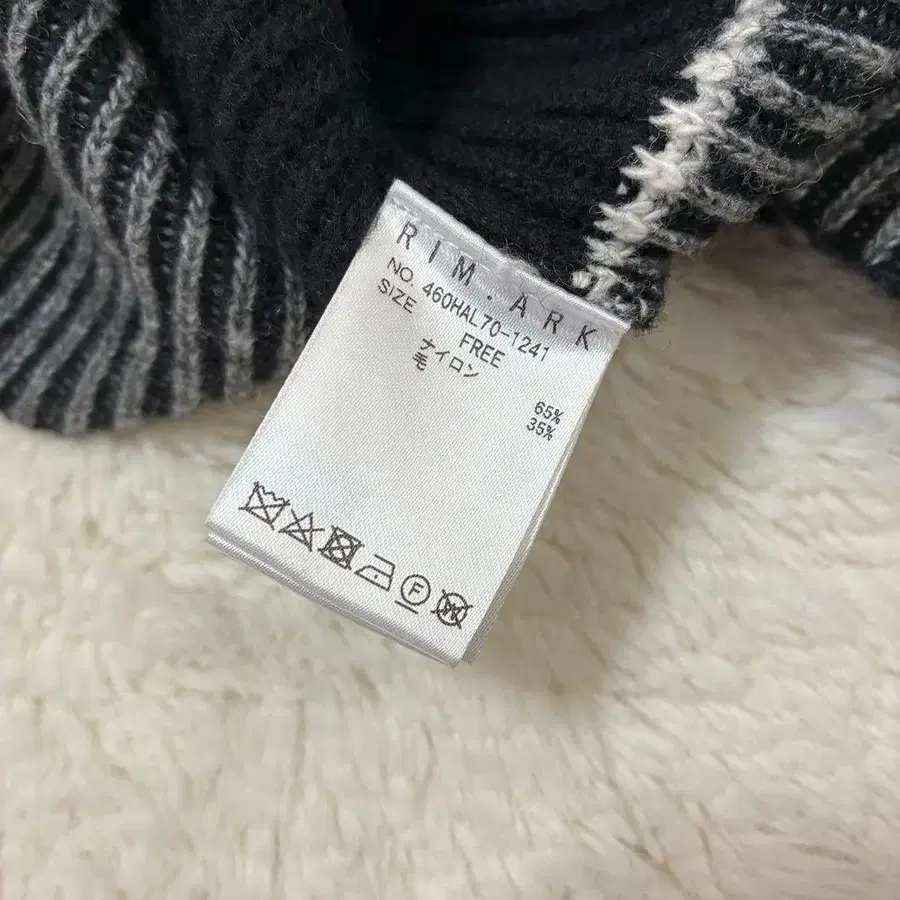 RIM.ARK
NO. 460HAL70-1241
SIZE FREE
ナイロン 65%
毛 35%
F
W